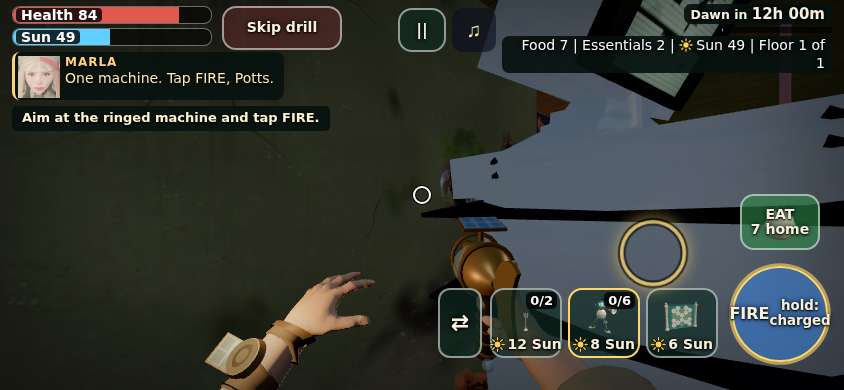 Health 84
Sun 49
Skip drill
Dawn in 12h 00m
Food 7 | Essentials 2 | ☀Sun 49 | Floor 1 of
1
MARLA
One machine. Tap FIRE, Potts.
Aim at the ringed machine and tap FIRE.
EAT
7 home
FIRE
hold:
charged
0/2
☀12 Sun
0/6
☀8 Sun
☀6 Sun